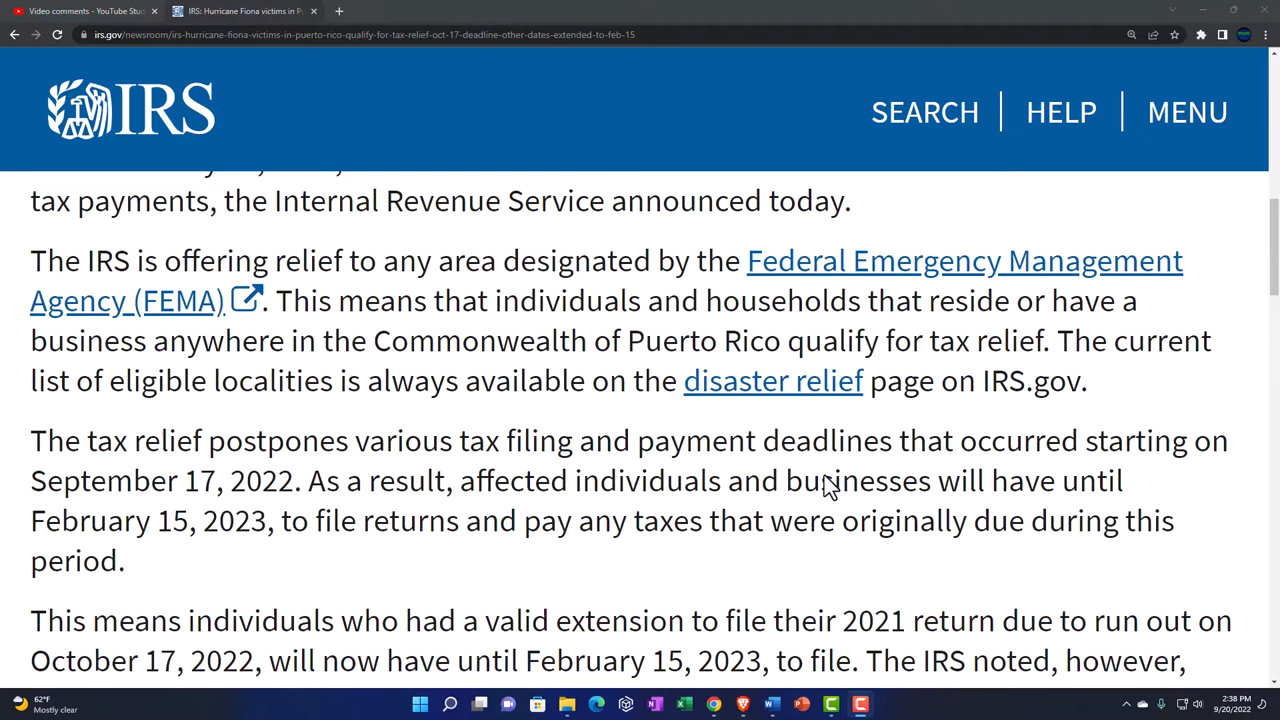 Video comments - YouTube Stud
IRS: Hurricane Fiona victims in Pu
irs.gov/newsroom/irs-hurricane-fiona-victims-in-puerto-rico-qualify-for-tax-relief-oct-17-deadline-other-dates-extended-to-feb-15
IRS
SEARCH HELP MENU
tax payments, the Internal Revenue Service announced today.
The IRS is offering relief to any area designated by the Federal Emergency Management
Agency (FEMA). This means that individuals and households that reside or have a
business anywhere in the Commonwealth of Puerto Rico qualify for tax relief. The current
list of eligible localities is always available on the disaster relief page on IRS.gov.
The tax relief postpones various tax filing and payment deadlines that occurred starting on
September 17, 2022. As a result, affected individuals and businesses will have until
February 15, 2023, to file returns and pay any taxes that were originally due during this
period.
This means individuals who had a valid extension to file their 2021 return due to run out on
October 17, 2022, will now have until February 15, 2023, to file. The IRS noted, however,
62°F
Mostly clear
2:38 PM
9/20/2022